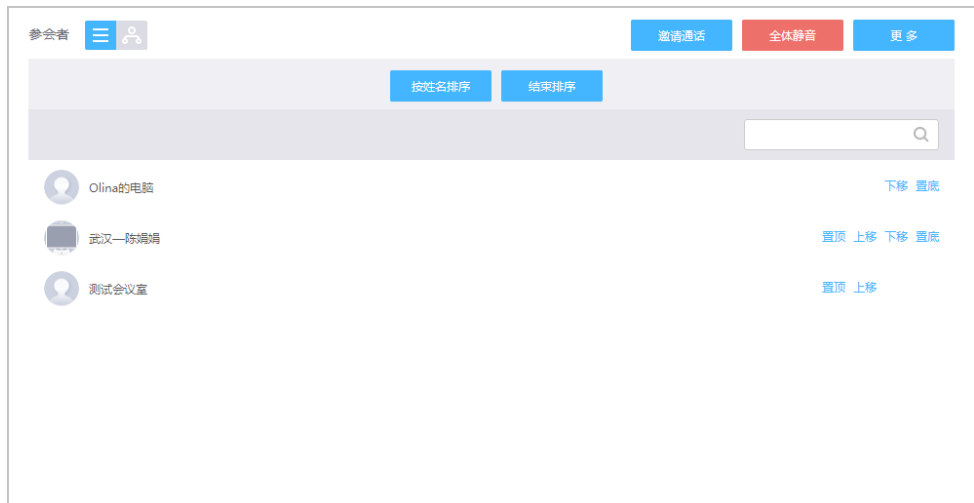 参会者 邀请通话 全体静音 更多
按姓名排序 结束排序
Olina的电脑 下移 置底
武汉—陈娟娟 置顶 上移 下移 置底
测试会议室 置顶 上移